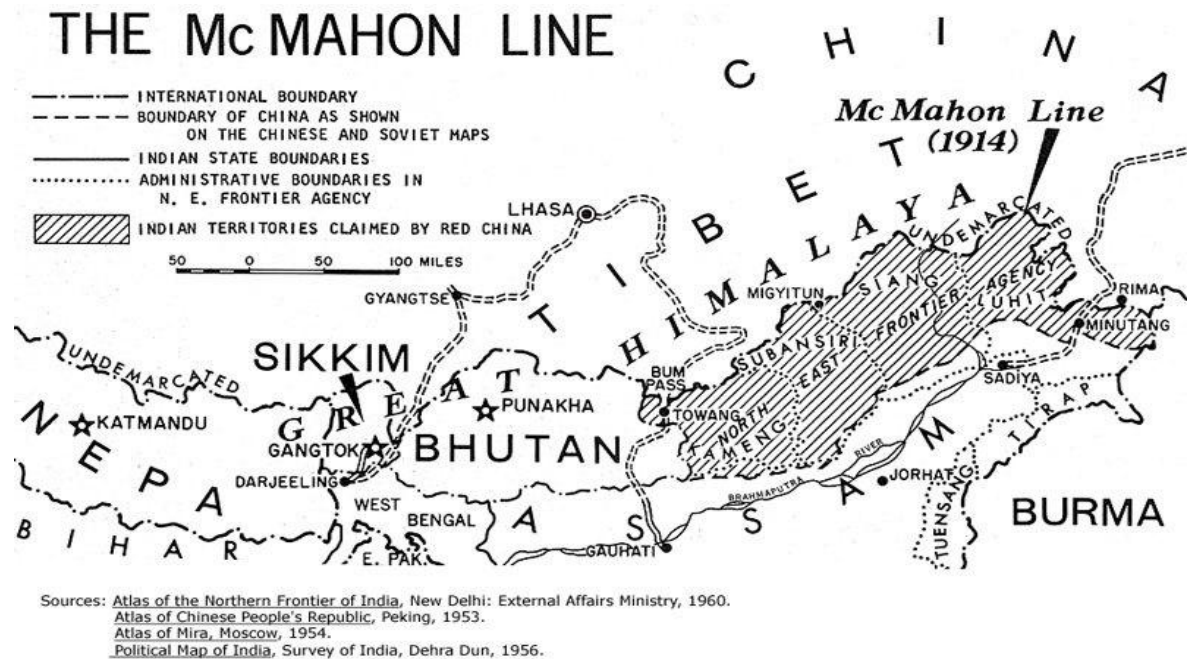 THE Mc MAHON LINE
INTERNATIONAL BOUNDARY
BOUNDARY OF CHINA AS SHOWN
ON THE CHINESE AND SOVIET MAPS
INDIAN STATE BOUNDARIES
ADMINISTRATIVE BOUNDARIES IN
N. E. FRONTIER AGENCY
INDIAN TERRITORIES CLAIMED BY RED CHINA
50 0 50 100 MILES
CHINA
Mc Mahon Line
(1914)
TIBET
GREAT HIMALAYA
UNDEMARCATED
LHASA
GYANGTSE
MIGYITUN
SIANG
NORTH EAST FRONTIER AGENCY
LUHIT
RIMA
MINUTANG
SUBANSIRI
BUM
PASS
TOWANG
KAMENG
SADIYA
TIRAP
UNDEMARCATED
SIKKIM
NEPAL
KATMANDU
PUNAKHA
GANGTOK
BHUTAN
DARJEELING
WEST
BENGAL
BIHAR
E. PAK.
ASSAM
BRAHMAPUTRA RIVER
JORHAT
GAUHATI
TUENSANG
BURMA
Sources: Atlas of the Northern Frontier of India, New Delhi: External Affairs Ministry, 1960.
Atlas of Chinese People's Republic, Peking, 1953.
Atlas of Mira, Moscow, 1954.
Political Map of India, Survey of India, Dehra Dun, 1956.